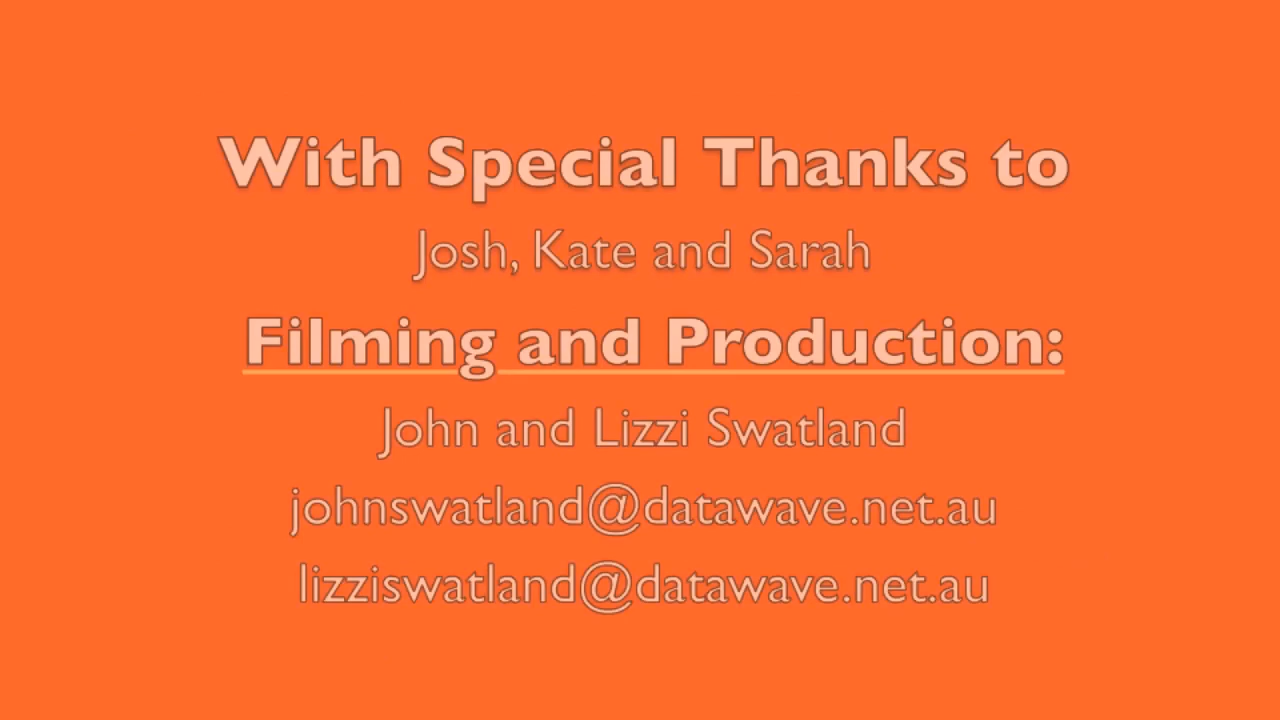 With Special Thanks to
Josh, Kate and Sarah
Filming and Production:
John and Lizzi Swatland
johnswatland@datawave.net.au
lizziswatland@datawave.net.au